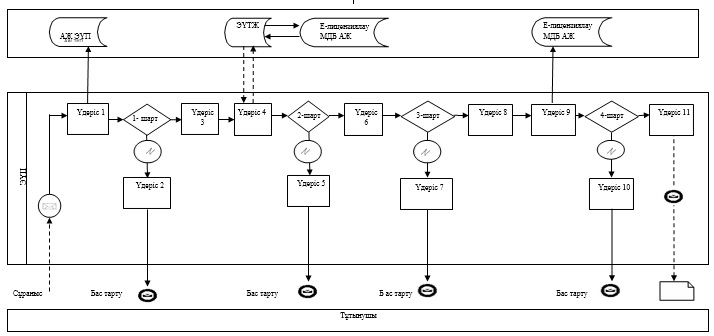 АЖ ЭҮП
ЭҮТЖ
Е-лицензиялау
МДБ АЖ
Е-лицензиялау
МДБ АЖ
ЭҮП
Үдеріс 1
1- шарт
Үдеріс
3
Үдеріс 4
2-шарт
Үдеріс
6
3-шарт
Үдеріс 8
Үдеріс 9
4-шарт
Үдеріс 11
Үдеріс 2
Үдеріс 5
Үдеріс 7
Үдеріс 10
Сұраныс
Бас тарту
Бас тарту
Б ас тарту
Бас тарту
Тұтынушы